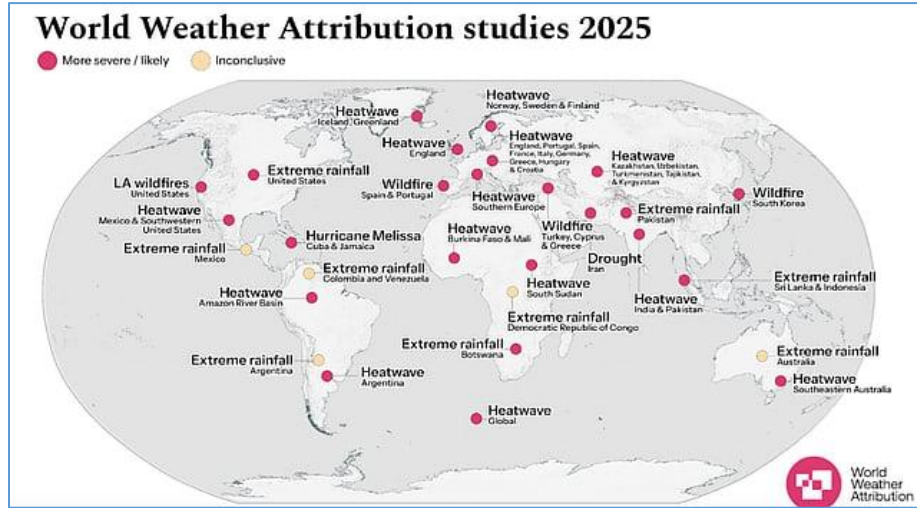 World Weather Attribution studies 2025
More severe / likely
Inconclusive
Heatwave
Norway, Sweden & Finland
Heatwave
Iceland, Greenland
Heatwave
England
Heatwave
England, Portugal, Spain,
France, Italy, Germany,
Greece, Hungary
& Croatia
Heatwave
Kazakhstan, Uzbekistan,
Turkmenistan, Tajikistan,
& Kyrgyzstan
Extreme rainfall
United States
LA wildfires
United States
Wildfire
Spain & Portugal
Heatwave
Southern Europe
Wildfire
South Korea
Heatwave
Mexico & Southwestern
United States
Extreme rainfall
Pakistan
Wildfire
Turkey, Cyprus
& Greece
Hurricane Melissa
Cuba & Jamaica
Heatwave
Burkina Faso & Mali
Extreme rainfall
Mexico
Drought
Iran
Extreme rainfall
Colombia and Venezuela
Heatwave
South Sudan
Extreme rainfall
Sri Lanka & Indonesia
Heatwave
Amazon River Basin
Heatwave
India & Pakistan
Extreme rainfall
Democratic Republic of Congo
Extreme rainfall
Botswana
Extreme rainfall
Argentina
Extreme rainfall
Australia
Heatwave
Argentina
Heatwave
Southeastern Australia
Heatwave
Global
World
Weather
Attribution